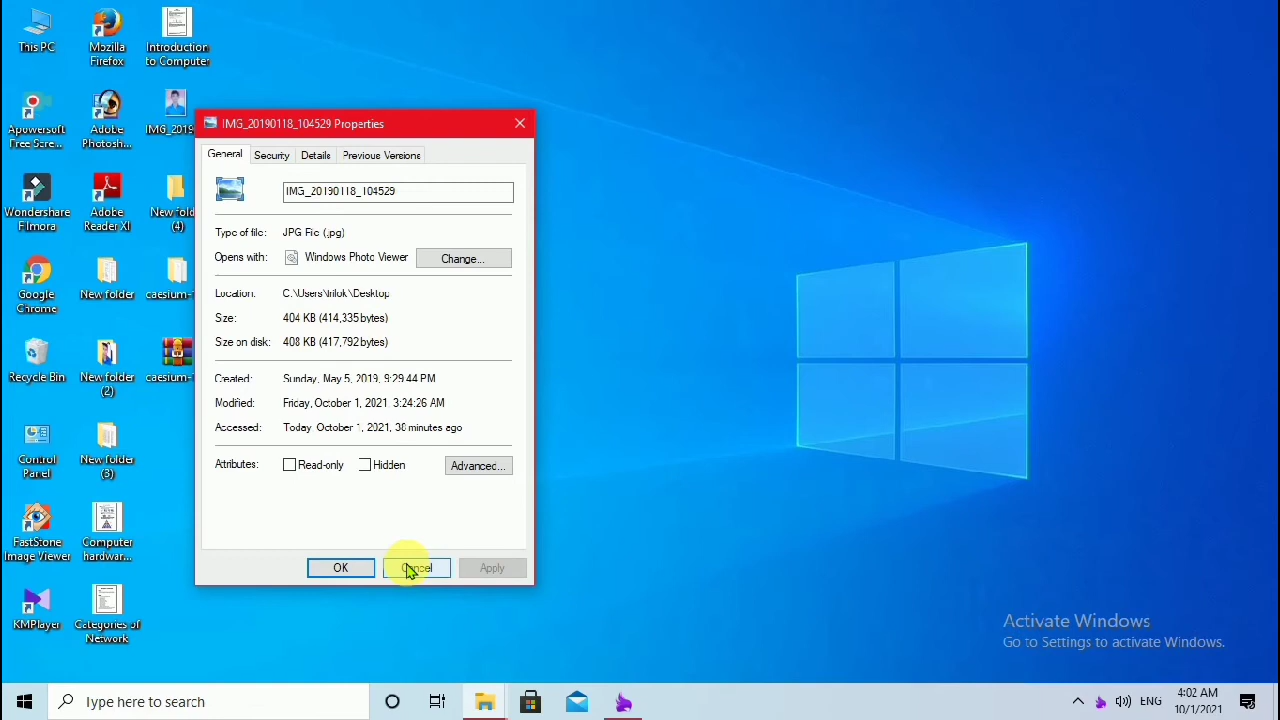 This PC
Mozilla
Firefox
Introduction
to Computer
Apowersoft
Free Scre...
Adobe
Photosh...
IMG_2019
Wondershare
Filmora
Adobe
Reader XI
New fold
(4)
Google
Chrome
New folder
caesium-
Recycle Bin
New folder
(2)
caesium-
Control
Panel
New folder
(3)
FastStone
Image Viewer
Computer
hardwar...
KMPlayer
Categories of
Network
IMG_20190118_104529 Properties
General Security Details Previous Versions
IMG_20190118_104529
Type of file: JPG File (.jpg)
Opens with: Windows Photo Viewer Change...
Location: C:\Users\trilok\Desktop
Size: 404 KB (414,335 bytes)
Size on disk: 408 KB (417,792 bytes)
Created: Sunday, May 5, 2019, 9:29:44 PM
Modified: Friday, October 1, 2021, 3:24:26 AM
Accessed: Today, October 1, 2021, 38 minutes ago
Attributes: Read-only Hidden Advanced...
OK Cancel Apply
Activate Windows
Go to Settings to activate Windows.
Type here to search
ENG
4:02 AM
10/1/2021